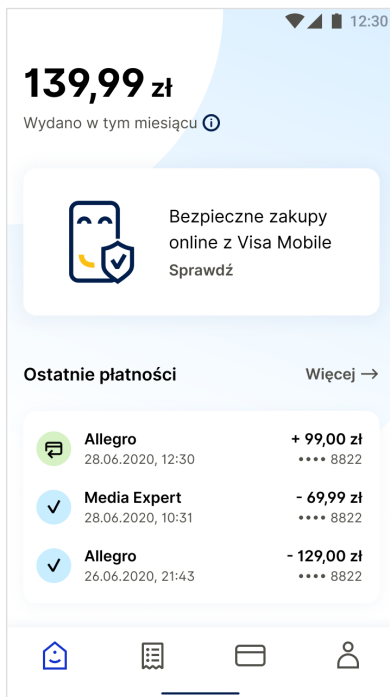 12:30
139,99 zł
Wydano w tym miesiącu
Bezpieczne zakupy
online z Visa Mobile
Sprawdź
Ostatnie płatności Więcej →
Allegro + 99,00 zł
28.06.2020, 12:30 •••• 8822
Media Expert - 69,99 zł
28.06.2020, 10:31 •••• 8822
Allegro - 129,00 zł
26.06.2020, 21:43 •••• 8822